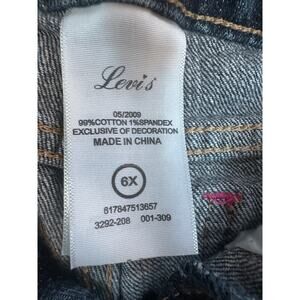 Levi's
05/2009
99%COTTON 1%SPANDEX
EXCLUSIVE OF DECORATION
MADE IN CHINA
6X
617847513657
3292-208 001-309